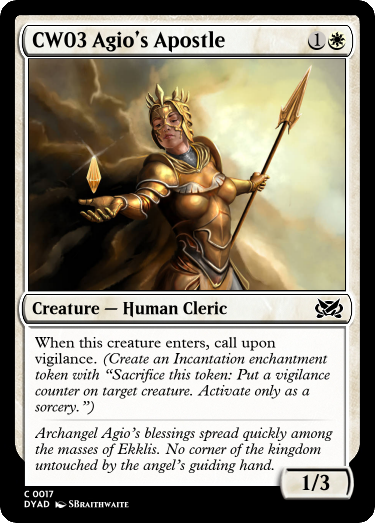 CW03 Agio's Apostle 1
Creature — Human Cleric
When this creature enters, call upon
vigilance. (Create an Incantation enchantment
token with “Sacrifice this token: Put a vigilance
counter on target creature. Activate only as a
sorcery.”)
Archangel Agio's blessings spread quickly among
the masses of Ekklis. No corner of the kingdom
untouched by the angel's guiding hand.
1/3
C 0017
DYAD SBraithwaite